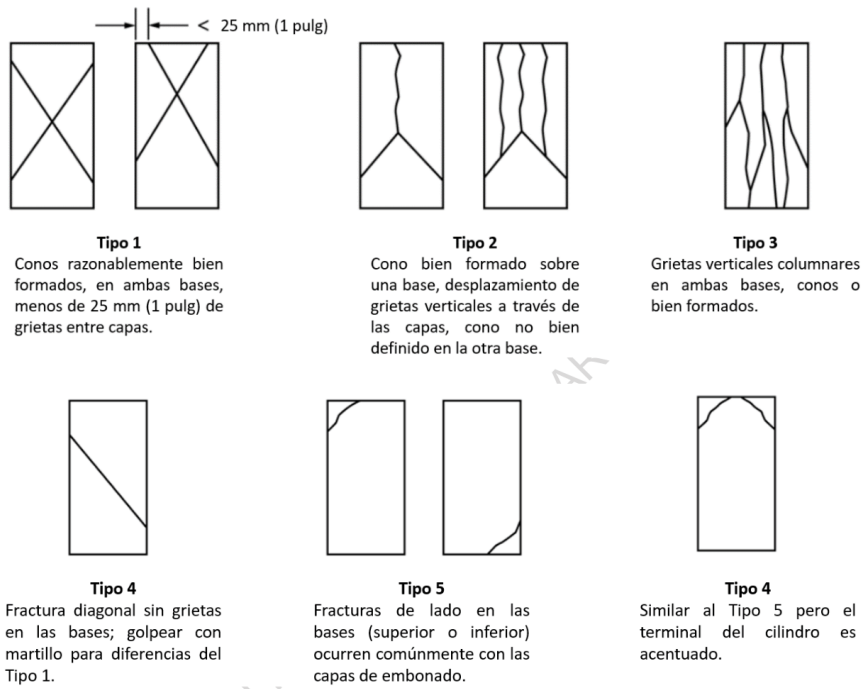 < 25 mm (1 pulg)
Tipo 1
Conos razonablemente bien
formados, en ambas bases,
menos de 25 mm (1 pulg) de
grietas entre capas.
Tipo 2
Cono bien formado sobre
una base, desplazamiento de
grietas verticales a través de
las capas, cono no bien
definido en la otra base.
Tipo 3
Grietas verticales columnares
en ambas bases, conos o
bien formados.
Tipo 4
Fractura diagonal sin grietas
en las bases; golpear con
martillo para diferencias del
Tipo 1.
Tipo 5
Fracturas de lado en las
bases (superior o inferior)
ocurren comúnmente con las
capas de embonado.
Tipo 4
Similar al Tipo 5 pero el
terminal del cilindro es
acentuado.